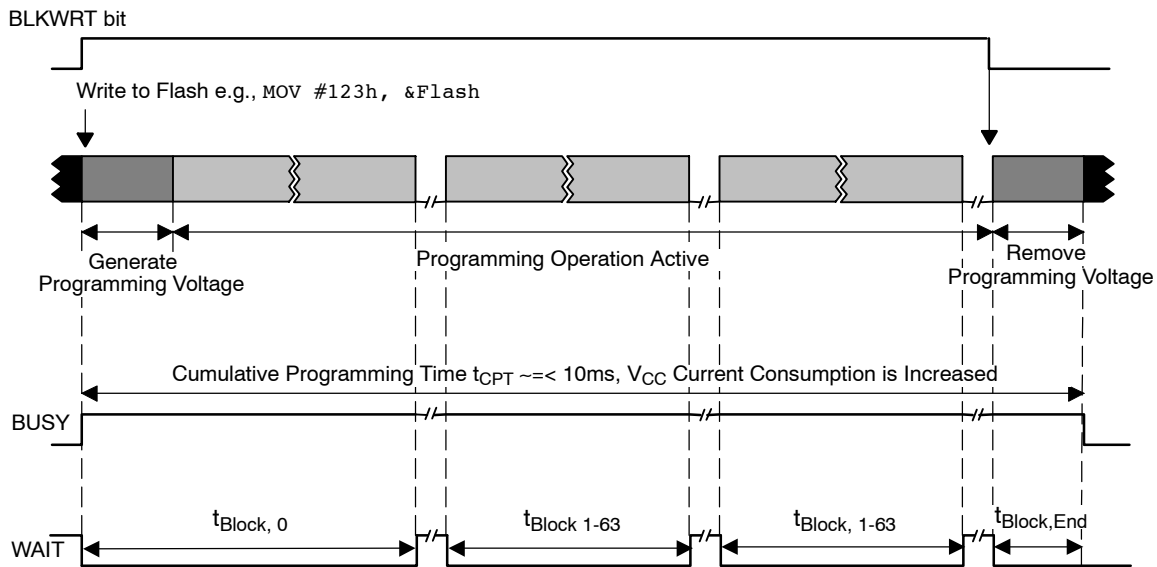 BLKWRT bit
Write to Flash e.g., MOV #123h, &Flash
Generate
Programming Voltage
Programming Operation Active
Remove
Programming Voltage
Cumulative Programming Time tCPT ~=< 10ms, VCC Current Consumption is Increased
BUSY
tBlock, 0
tBlock 1-63
tBlock, 1-63
tBlock,End
WAIT